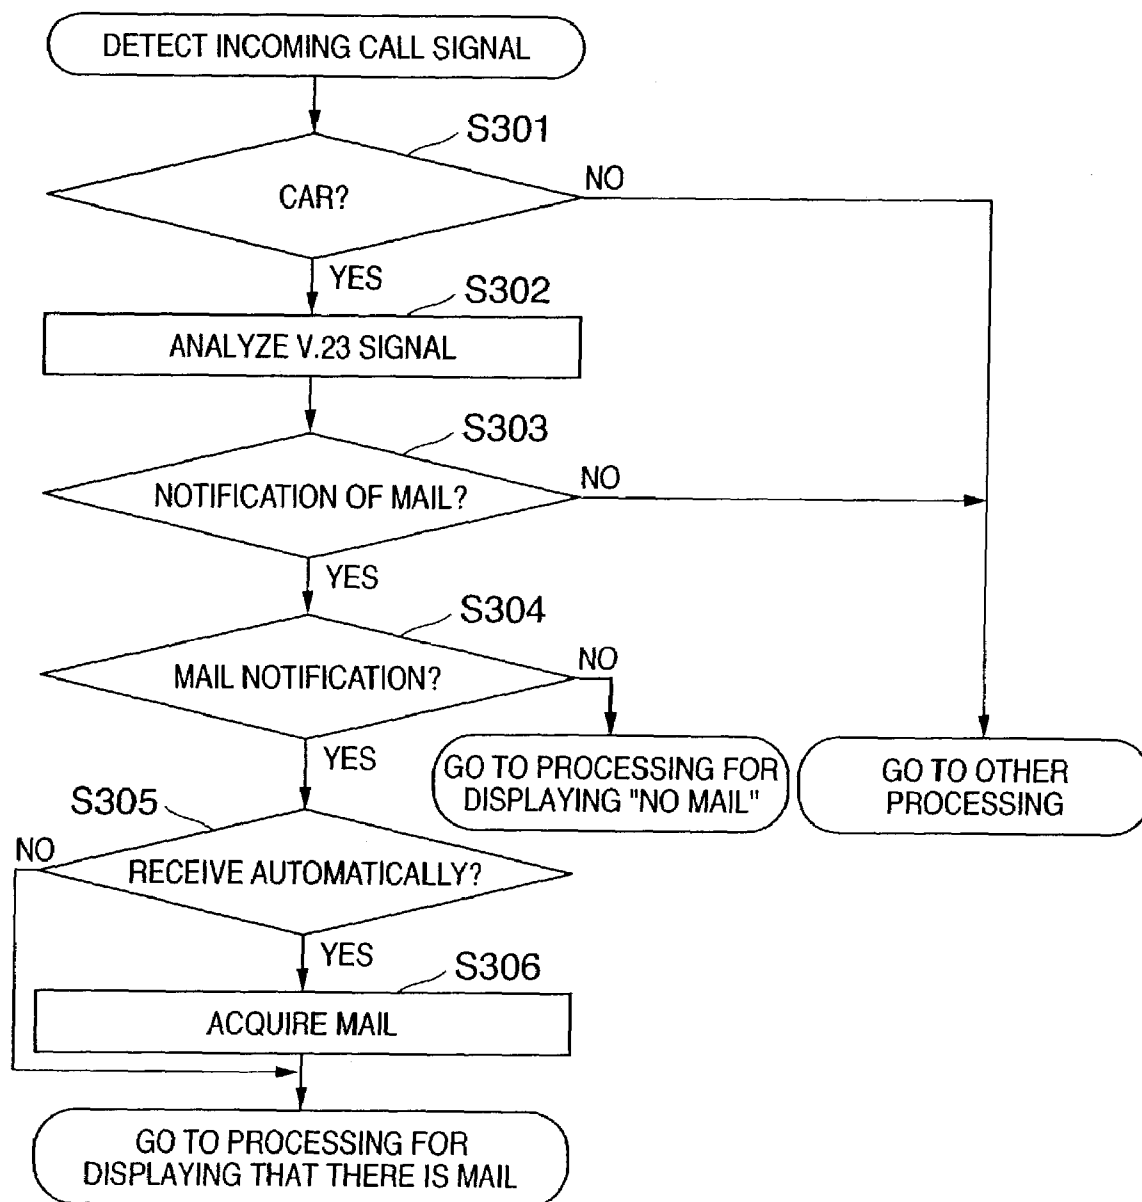 DETECT INCOMING CALL SIGNAL
S301
CAR?
NO
YES
S302
ANALYZE V.23 SIGNAL
S303
NOTIFICATION OF MAIL?
NO
YES
S304
MAIL NOTIFICATION?
NO
YES
GO TO PROCESSING FOR
DISPLAYING "NO MAIL"
GO TO OTHER
PROCESSING
S305
NO
RECEIVE AUTOMATICALLY?
YES
S306
ACQUIRE MAIL
GO TO PROCESSING FOR
DISPLAYING THAT THERE IS MAIL